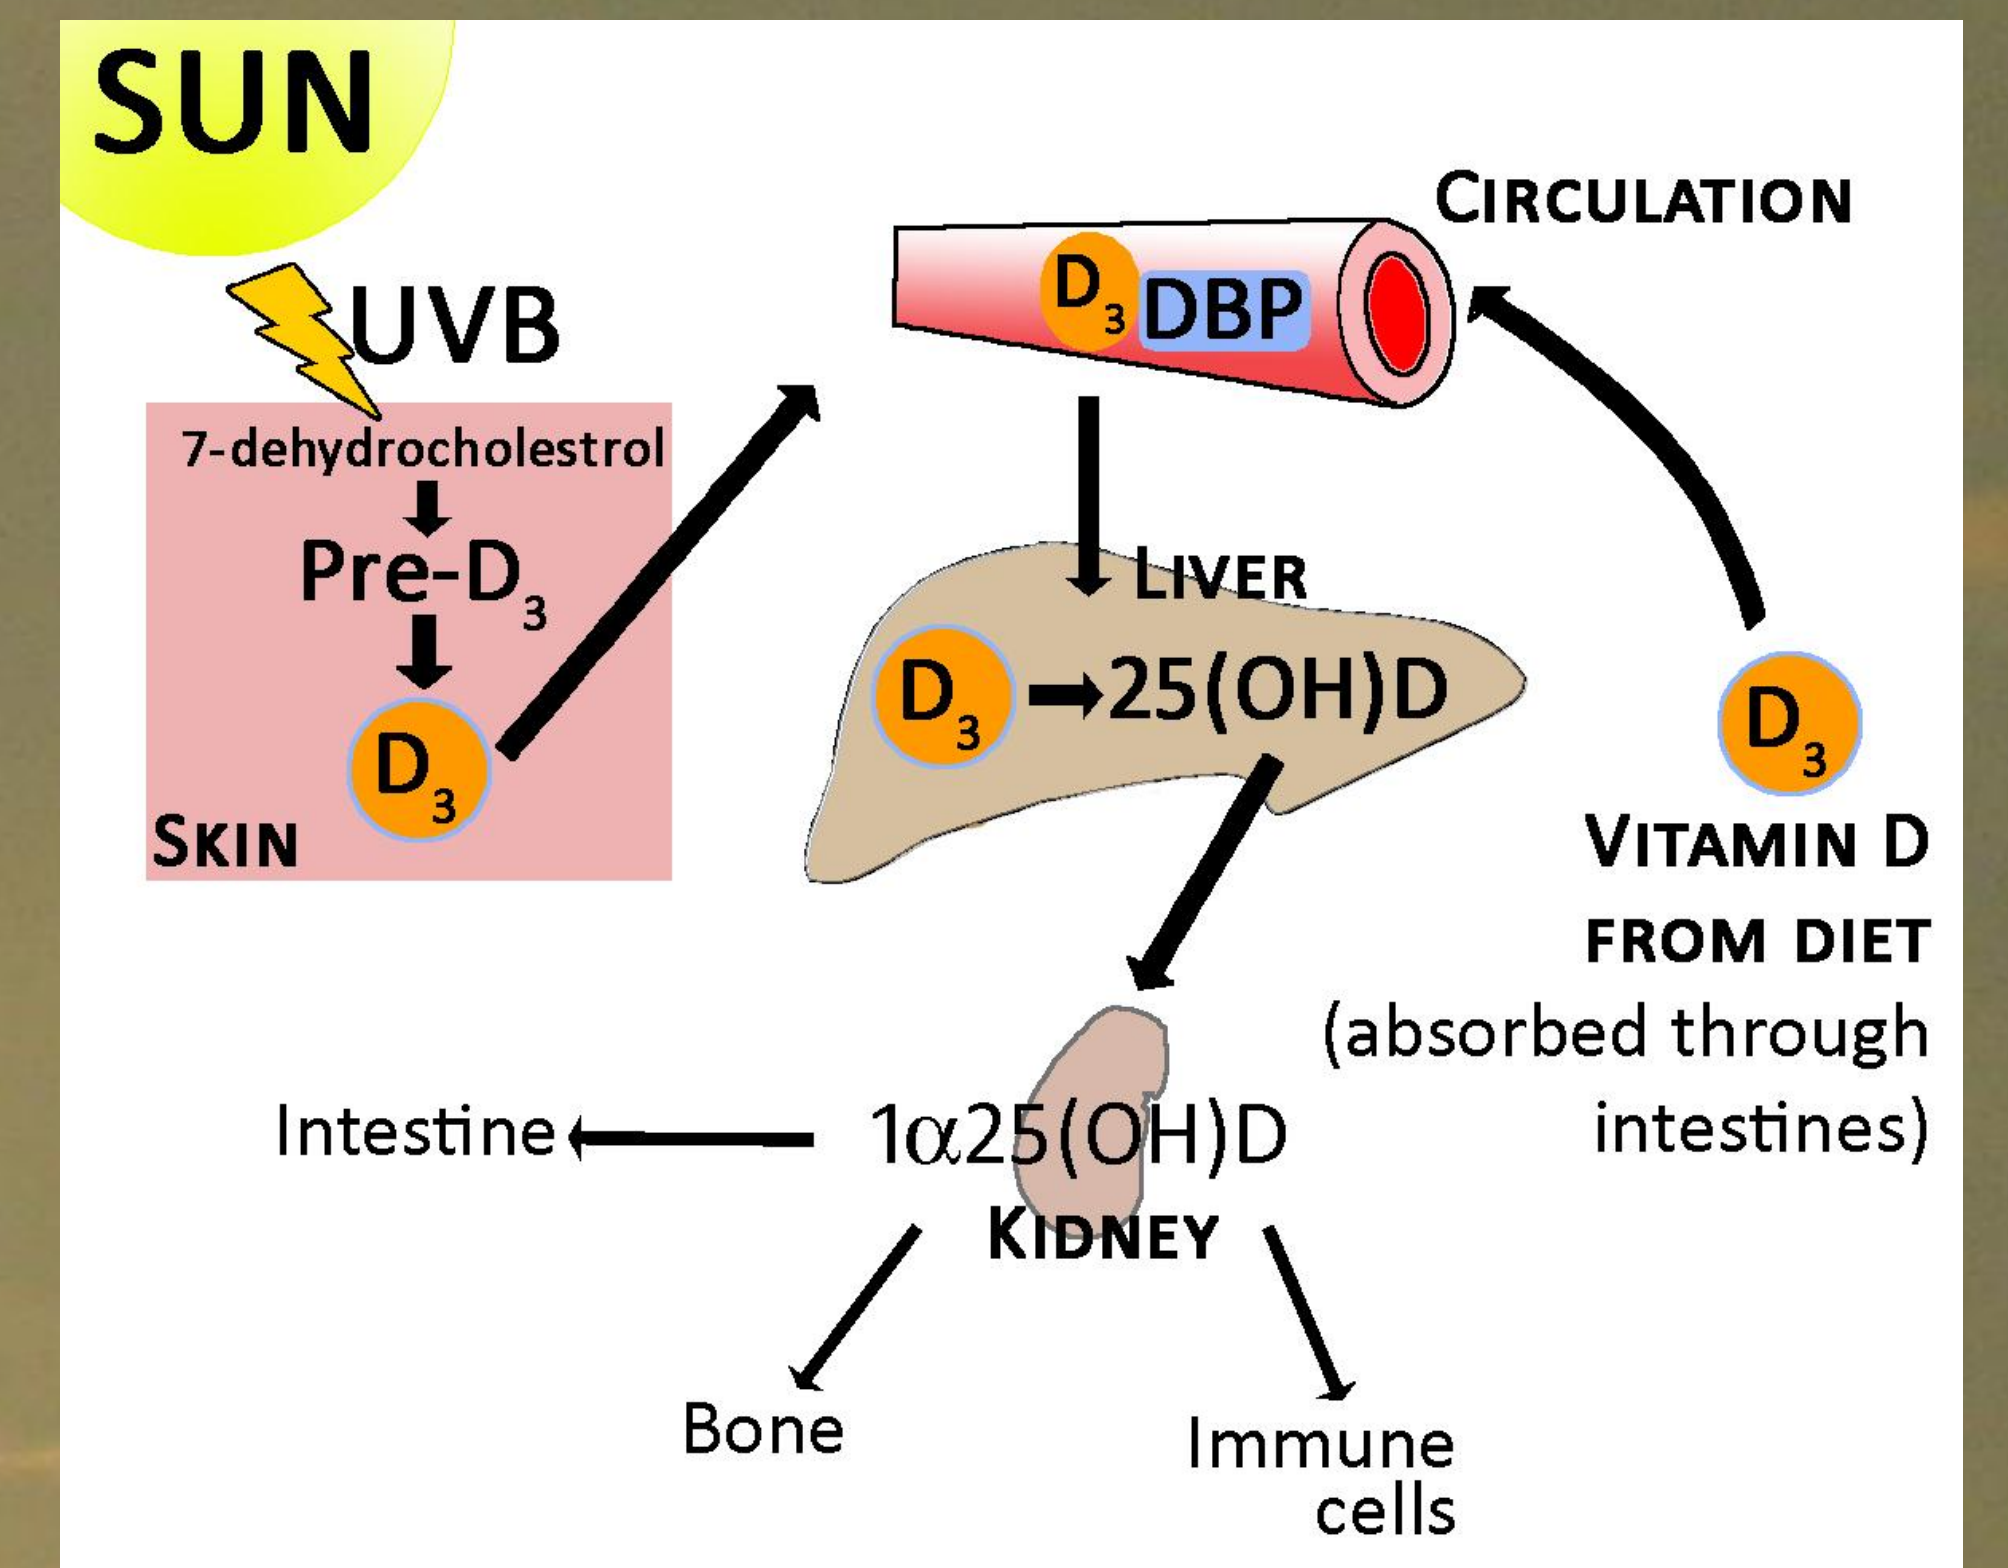 SUN
UVB
7-dehydrocholestrol
Pre-D₃
D₃
SKIN
CIRCULATION
D₃ DBP
LIVER
D₃ 25(OH)D
D₃
VITAMIN D
FROM DIET
(absorbed through
intestines)
1α25(OH)D
KIDNEY
Intestine
Bone
Immune
cells